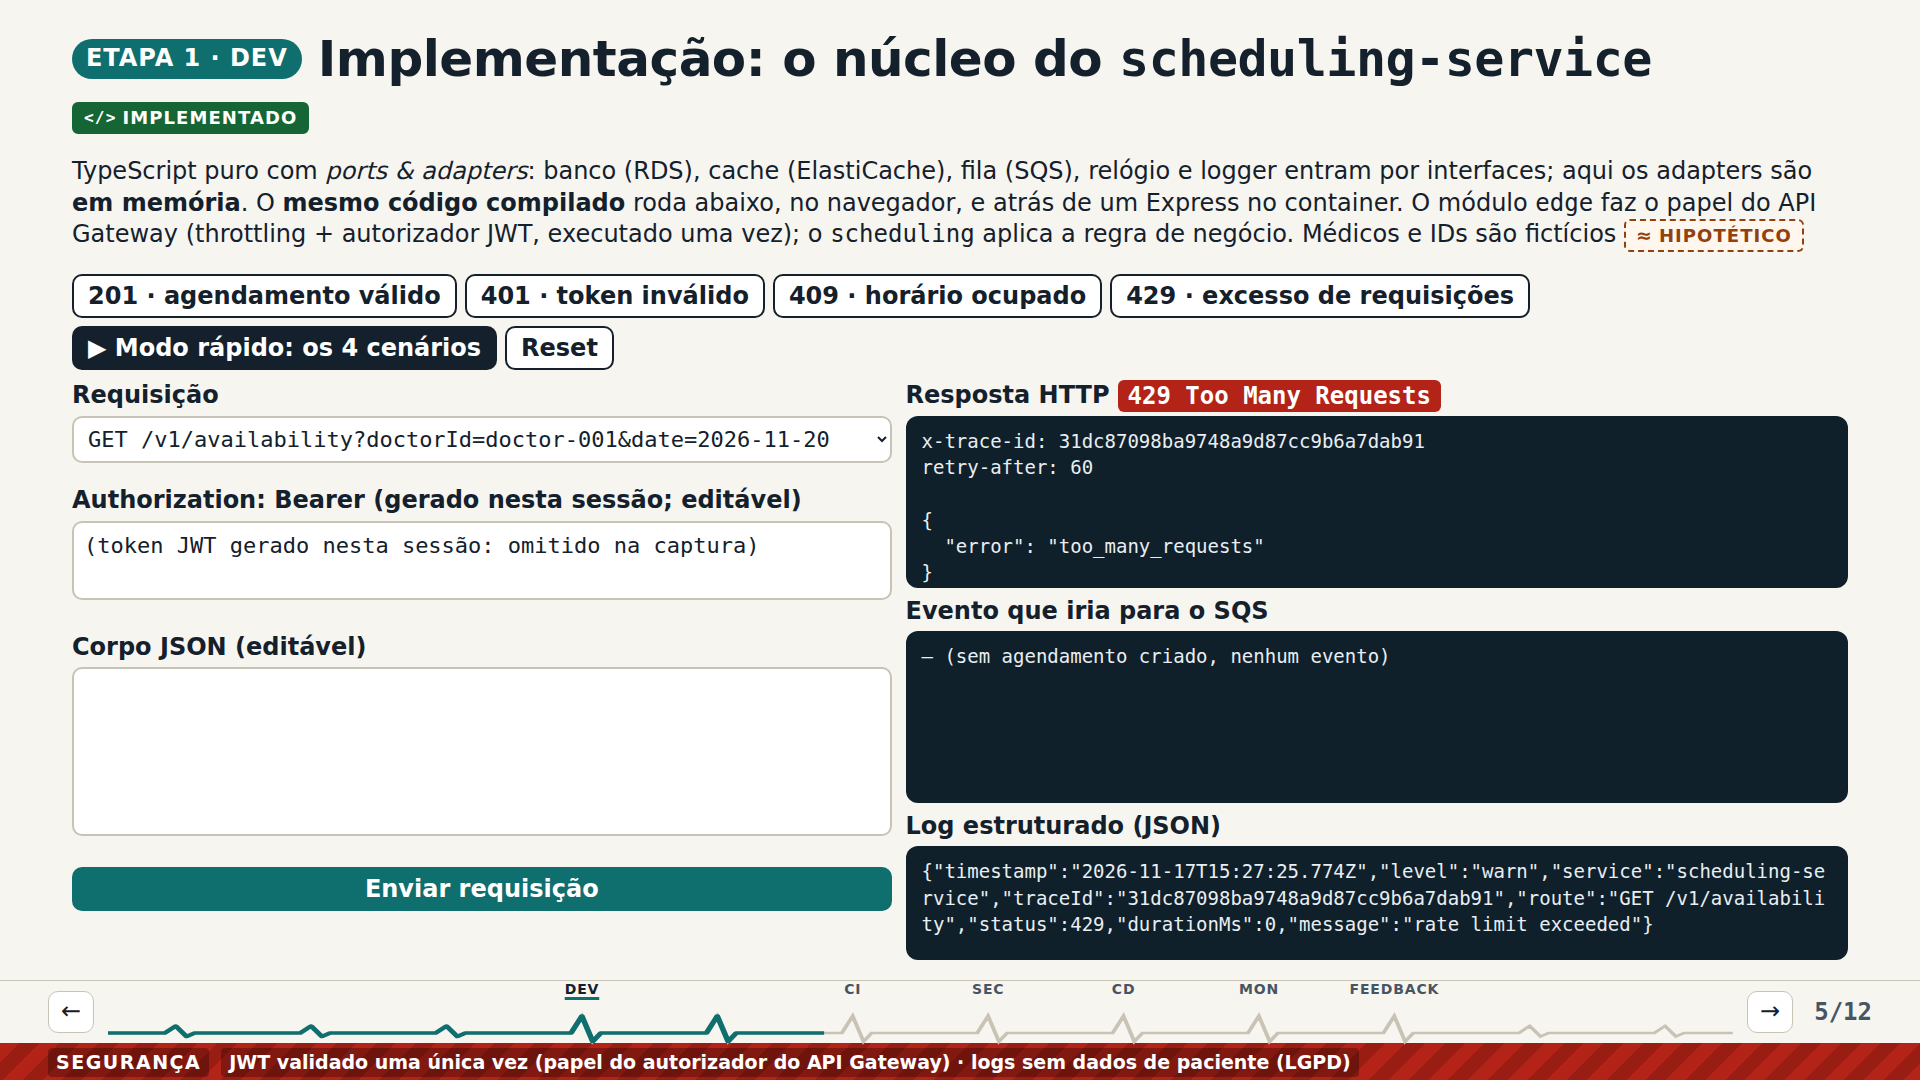 ETAPA 1 · DEV Implementação: o núcleo do scheduling-service
</> IMPLEMENTADO
TypeScript puro com ports & adapters: banco (RDS), cache (ElastiCache), fila (SQS), relógio e logger entram por interfaces; aqui os adapters são
em memória. O mesmo código compilado roda abaixo, no navegador, e atrás de um Express no container. O módulo edge faz o papel do API
Gateway (throttling + autorizador JWT, executado uma vez); o scheduling aplica a regra de negócio. Médicos e IDs são fictícios ≈ HIPOTÉTICO
201 · agendamento válido 401 · token inválido 409 · horário ocupado 429 · excesso de requisições
▶ Modo rápido: os 4 cenários Reset
Requisição
GET /v1/availability?doctorId=doctor-001&date=2026-11-20
Authorization: Bearer (gerado nesta sessão; editável)
(token JWT gerado nesta sessão: omitido na captura)
Corpo JSON (editável)
Enviar requisição
Resposta HTTP 429 Too Many Requests
x-trace-id: 31dc87098ba9748a9d87cc9b6a7dab91
retry-after: 60
{
  "error": "too_many_requests"
}
Evento que iria para o SQS
— (sem agendamento criado, nenhum evento)
Log estruturado (JSON)
{"timestamp":"2026-11-17T15:27:25.774Z","level":"warn","service":"scheduling-se
rvice","traceId":"31dc87098ba9748a9d87cc9b6a7dab91","route":"GET /v1/availabili
ty","status":429,"durationMs":0,"message":"rate limit exceeded"}
← DEV CI SEC CD MON FEEDBACK → 5/12
SEGURANÇA JWT validado uma única vez (papel do autorizador do API Gateway) · logs sem dados de paciente (LGPD)